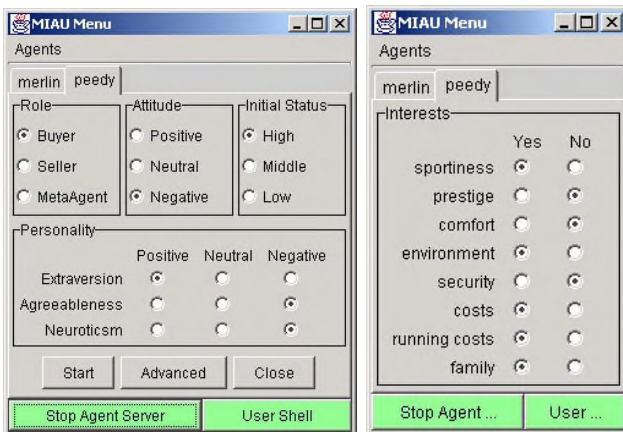 MIAU Menu
Agents
merlin peedy
Role Attitude Initial Status
Buyer Positive High
Seller Neutral Middle
MetaAgent Negative Low
Personality
Positive Neutral Negative
Extraversion
Agreeableness
Neuroticsm
Start Advanced Close
Stop Agent Server User Shell
MIAU Menu
Agents
merlin peedy
Interests
Yes No
sportiness
prestige
comfort
environment
security
costs
running costs
family
Stop Agent ... User ...